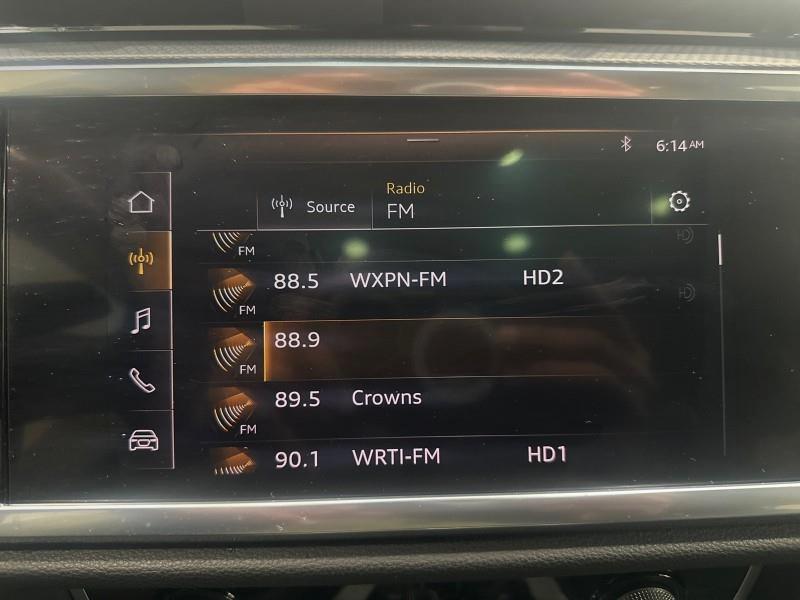 6:14 AM
Source
Radio
FM
FM
88.5 WXPN-FM HD2
FM
88.9
FM
89.5 Crowns
FM
90.1 WRTI-FM HD1